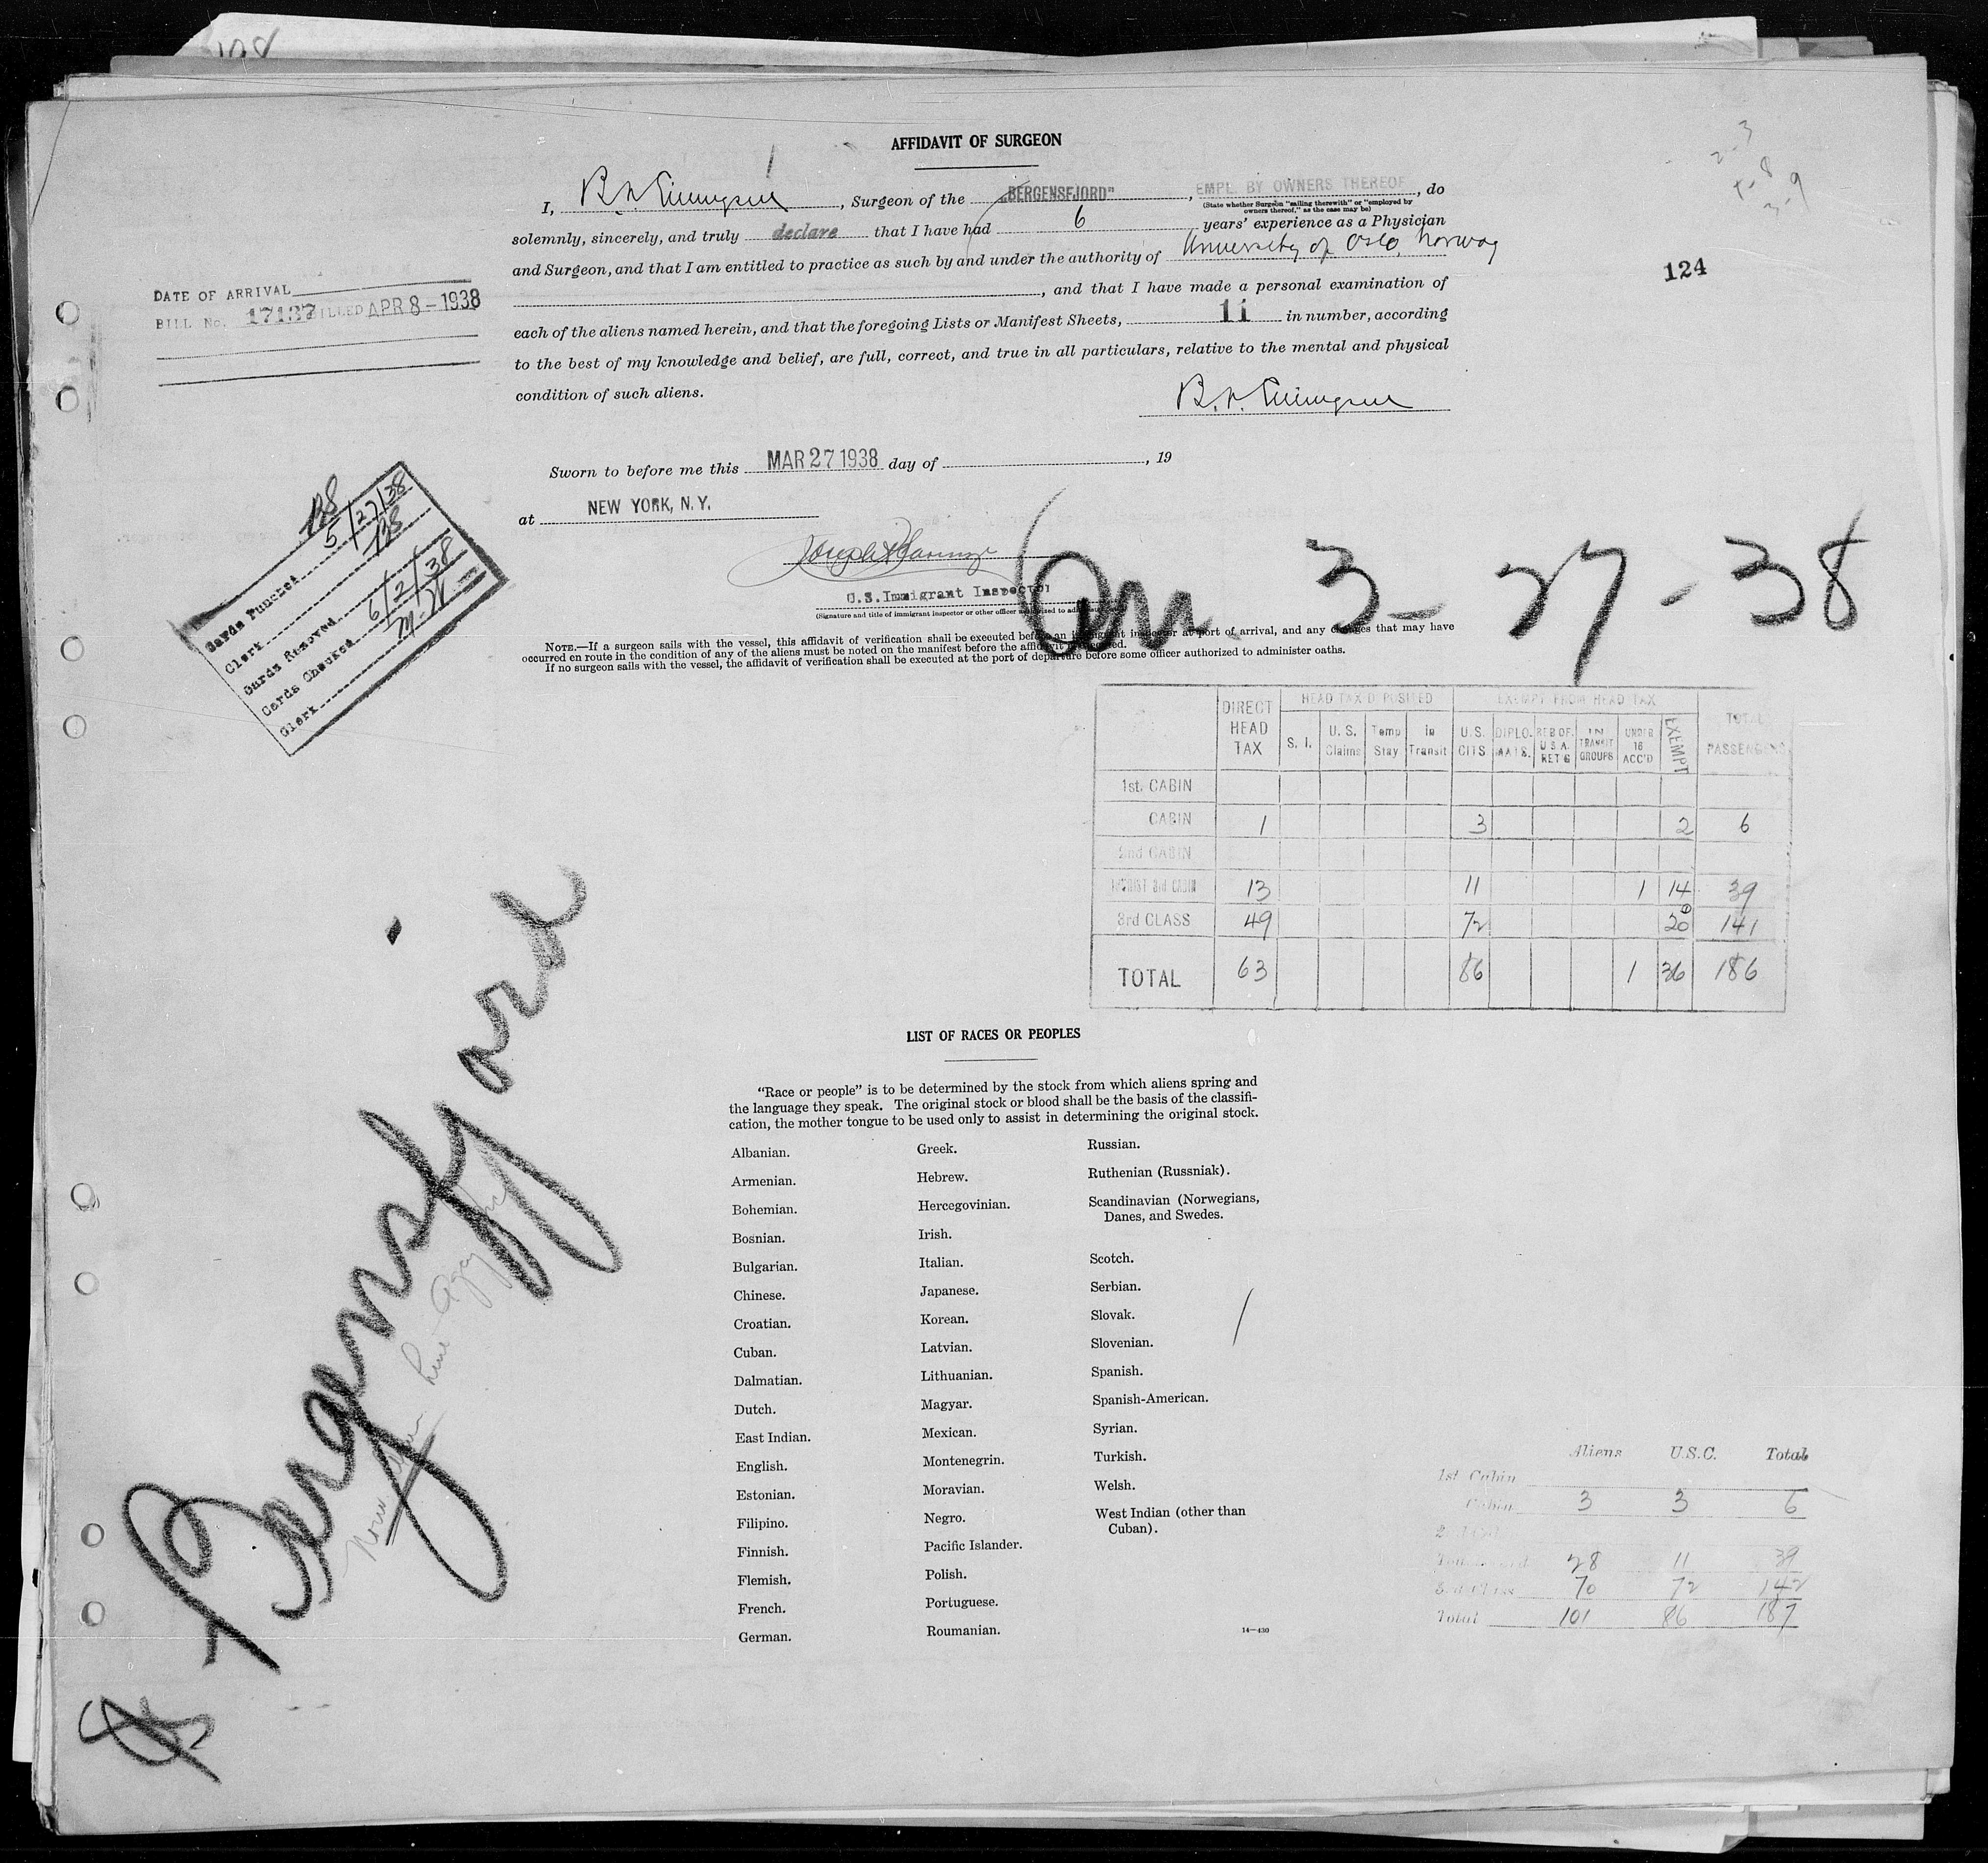 AFFIDAVIT OF SURGEON
I, , Surgeon of the "BERGENSFJORD", EMPL. BY OWNERS THEREOF, do
(State whether Surgeon "sailing therewith" or "employed by
owners thereof," as the case may be)
solemnly, sincerely, and truly declare that I have had 6 years' experience as a Physician
and Surgeon, and that I am entitled to practice as such by and under the authority of University of Oslo, Norway
, and that I have made a personal examination of
each of the aliens named herein, and that the foregoing Lists or Manifest Sheets, 11 in number, according
to the best of my knowledge and belief, are full, correct, and true in all particulars, relative to the mental and physical
condition of such aliens.
124
DATE OF ARRIVAL
BILL No. 17137 BILLED APR 8-1938
Sworn to before me this MAR 27 1938 day of , 19
at NEW YORK, N.Y.
U.S. Immigrant Inspector
(Signature and title of immigrant inspector or other officer authorized to administer oaths)
3-27-38
Cards Punched 5/27/38
Clerk
Cards Removed
Cards Checked 6/2/38
Clerk
NOTE.—If a surgeon sails with the vessel, this affidavit of verification shall be executed before an immigrant inspector at port of arrival, and any changes that may have
occurred en route in the condition of any of the aliens must be noted on the manifest before the affidavit is executed.
If no surgeon sails with the vessel, the affidavit of verification shall be executed at the port of departure before some officer authorized to administer oaths.
DIRECT HEAD TAX HEAD TAX DEPOSITED EXEMPT FROM HEAD TAX TOTAL PASSENGERS
S. I. U. S. Claims Temp Stay in Transit U.S. CITS DIPLOMATS. RES OF U.S.A. RET'G IN TRANSIT GROUPS UNDER 16 ACC'D EXEMPT
1st. CABIN
CABIN 1 3 2 6
2nd CABIN
TOURIST 3rd CABIN 13 11 1 14 39
3rd CLASS 49 72 20 141
TOTAL 63 86 1 36 186
Bergensfjord
LIST OF RACES OR PEOPLES
"Race or people" is to be determined by the stock from which aliens spring and
the language they speak. The original stock or blood shall be the basis of the classifi-
cation, the mother tongue to be used only to assist in determining the original stock.
Albanian.
Armenian.
Bohemian.
Bosnian.
Bulgarian.
Chinese.
Croatian.
Cuban.
Dalmatian.
Dutch.
East Indian.
English.
Estonian.
Filipino.
Finnish.
Flemish.
French.
German.
Greek.
Hebrew.
Hercegovinian.
Irish.
Italian.
Japanese.
Korean.
Latvian.
Lithuanian.
Magyar.
Mexican.
Montenegrin.
Moravian.
Negro.
Pacific Islander.
Polish.
Portuguese.
Roumanian.
Russian.
Ruthenian (Russniak).
Scandinavian (Norwegians,
Danes, and Swedes.
Scotch.
Serbian.
Slovak.
Slovenian.
Spanish.
Spanish-American.
Syrian.
Turkish.
Welsh.
West Indian (other than
Cuban).
14—430
Aliens U.S.C. Total
1st Cabin
Cabin 3 3 6
28 11 39
3rd Class 70 72 142
Total 101 86 187